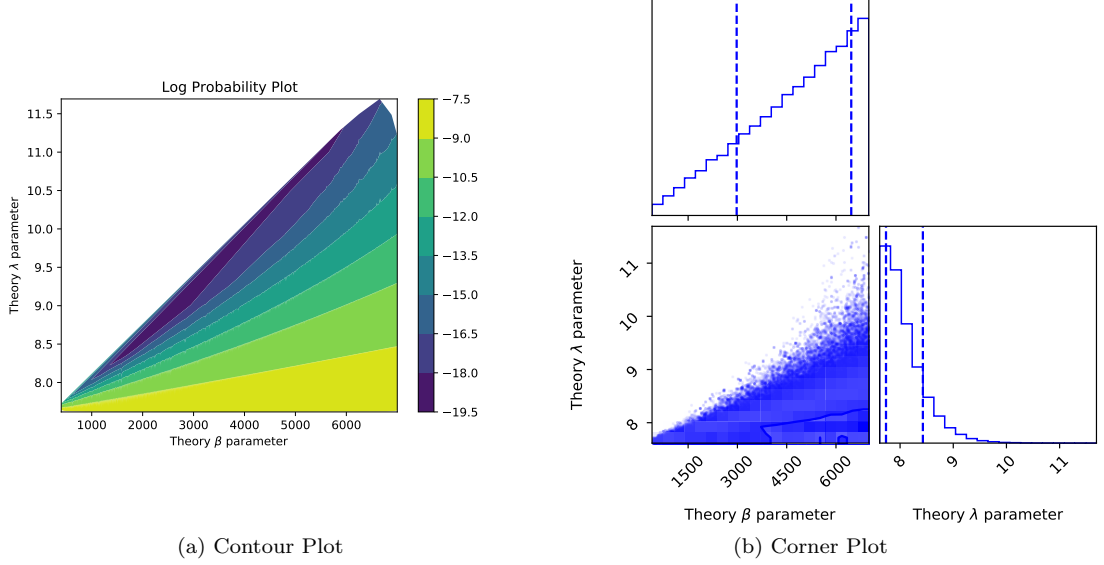 Log Probability Plot
11.5
11.0
10.5
10.0
9.5
9.0
8.5
8.0
Theory λ parameter
1000 2000 3000 4000 5000 6000
Theory β parameter
−7.5
−9.0
−10.5
−12.0
−13.5
−15.0
−16.5
−18.0
−19.5
(a) Contour Plot
11
10
9
8
Theory λ parameter
1500 3000 4500 6000
Theory β parameter
8 9 10 11
Theory λ parameter
(b) Corner Plot